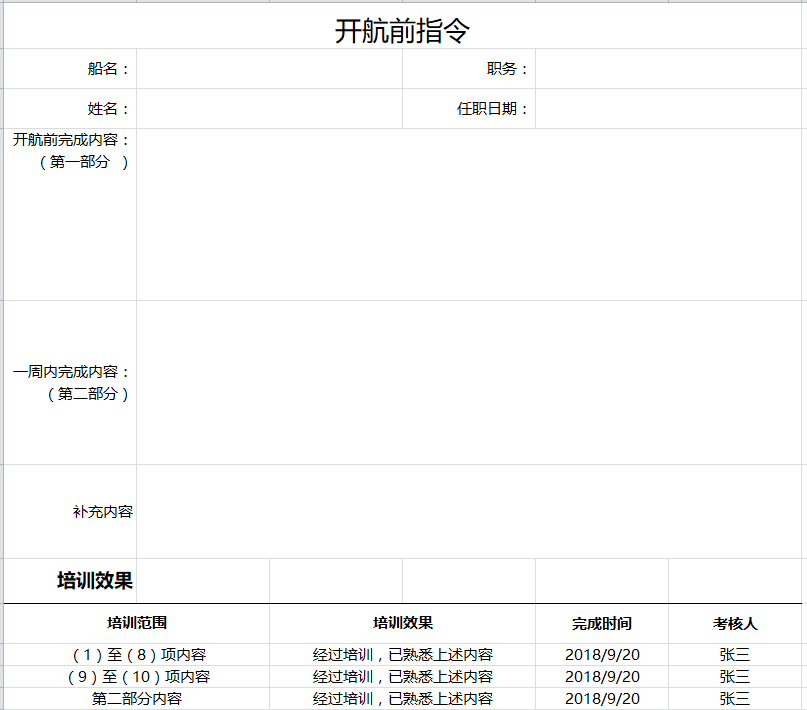 开航前指令
船名： 职务：
姓名： 任职日期：
开航前完成内容：
（第一部分 ）
一周内完成内容：
（第二部分）
补充内容
培训效果
培训范围 培训效果 完成时间 考核人
（1）至（8）项内容 经过培训，已熟悉上述内容 2018/9/20 张三
（9）至（10）项内容 经过培训，已熟悉上述内容 2018/9/20 张三
第二部分内容 经过培训，已熟悉上述内容 2018/9/20 张三